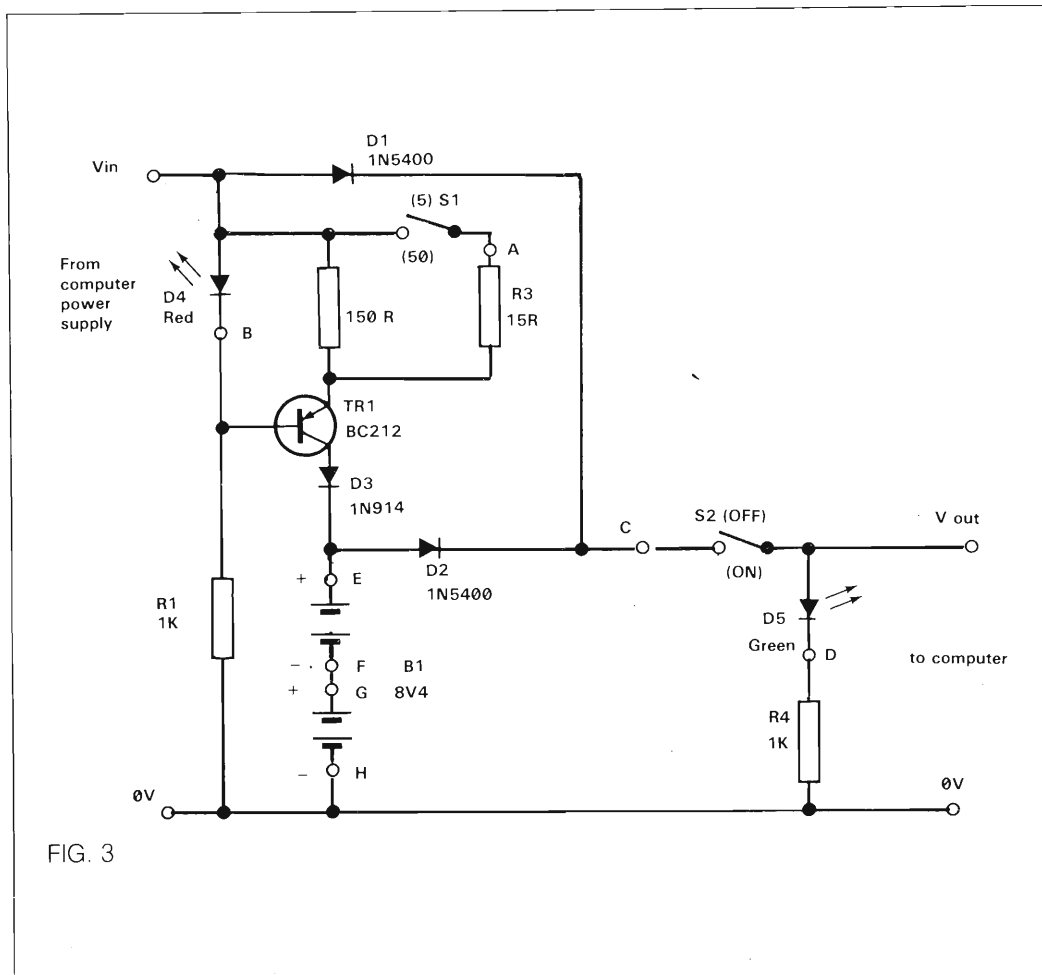 D1
1N5400
Vin
(5) S1
(50)
A
From
computer
power
supply
D4
Red
B
150 R
R3
15R
TR1
BC212
D3
1N914
C
S2 (OFF)
(ON)
V out
+ E
D2
1N5400
R1
1K
D5
Green
D
to computer
- F B1
+ G 8V4
R4
1K
- H
0V
0V
FIG. 3